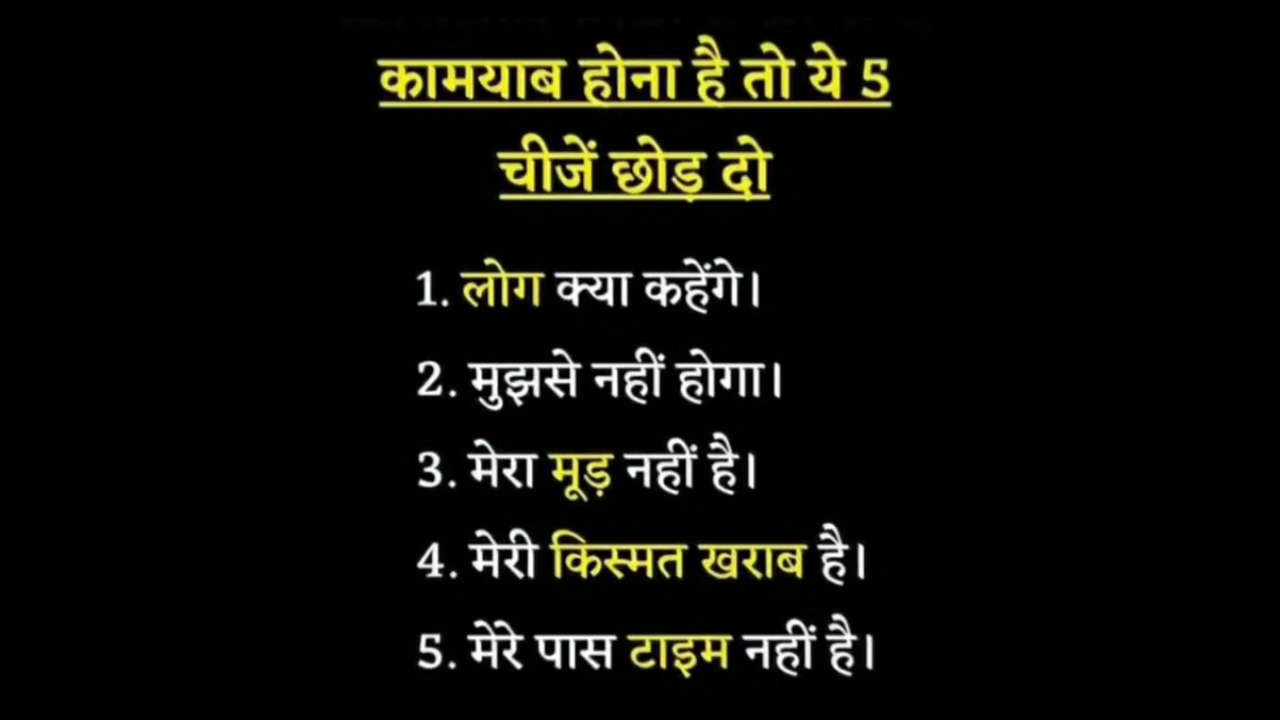 कामयाब होना है तो ये 5
चीजें छोड़ दो
1. लोग क्या कहेंगे।
2. मुझसे नहीं होगा।
3. मेरा मूड़ नहीं है।
4. मेरी किस्मत खराब है।
5. मेरे पास टाइम नहीं है।